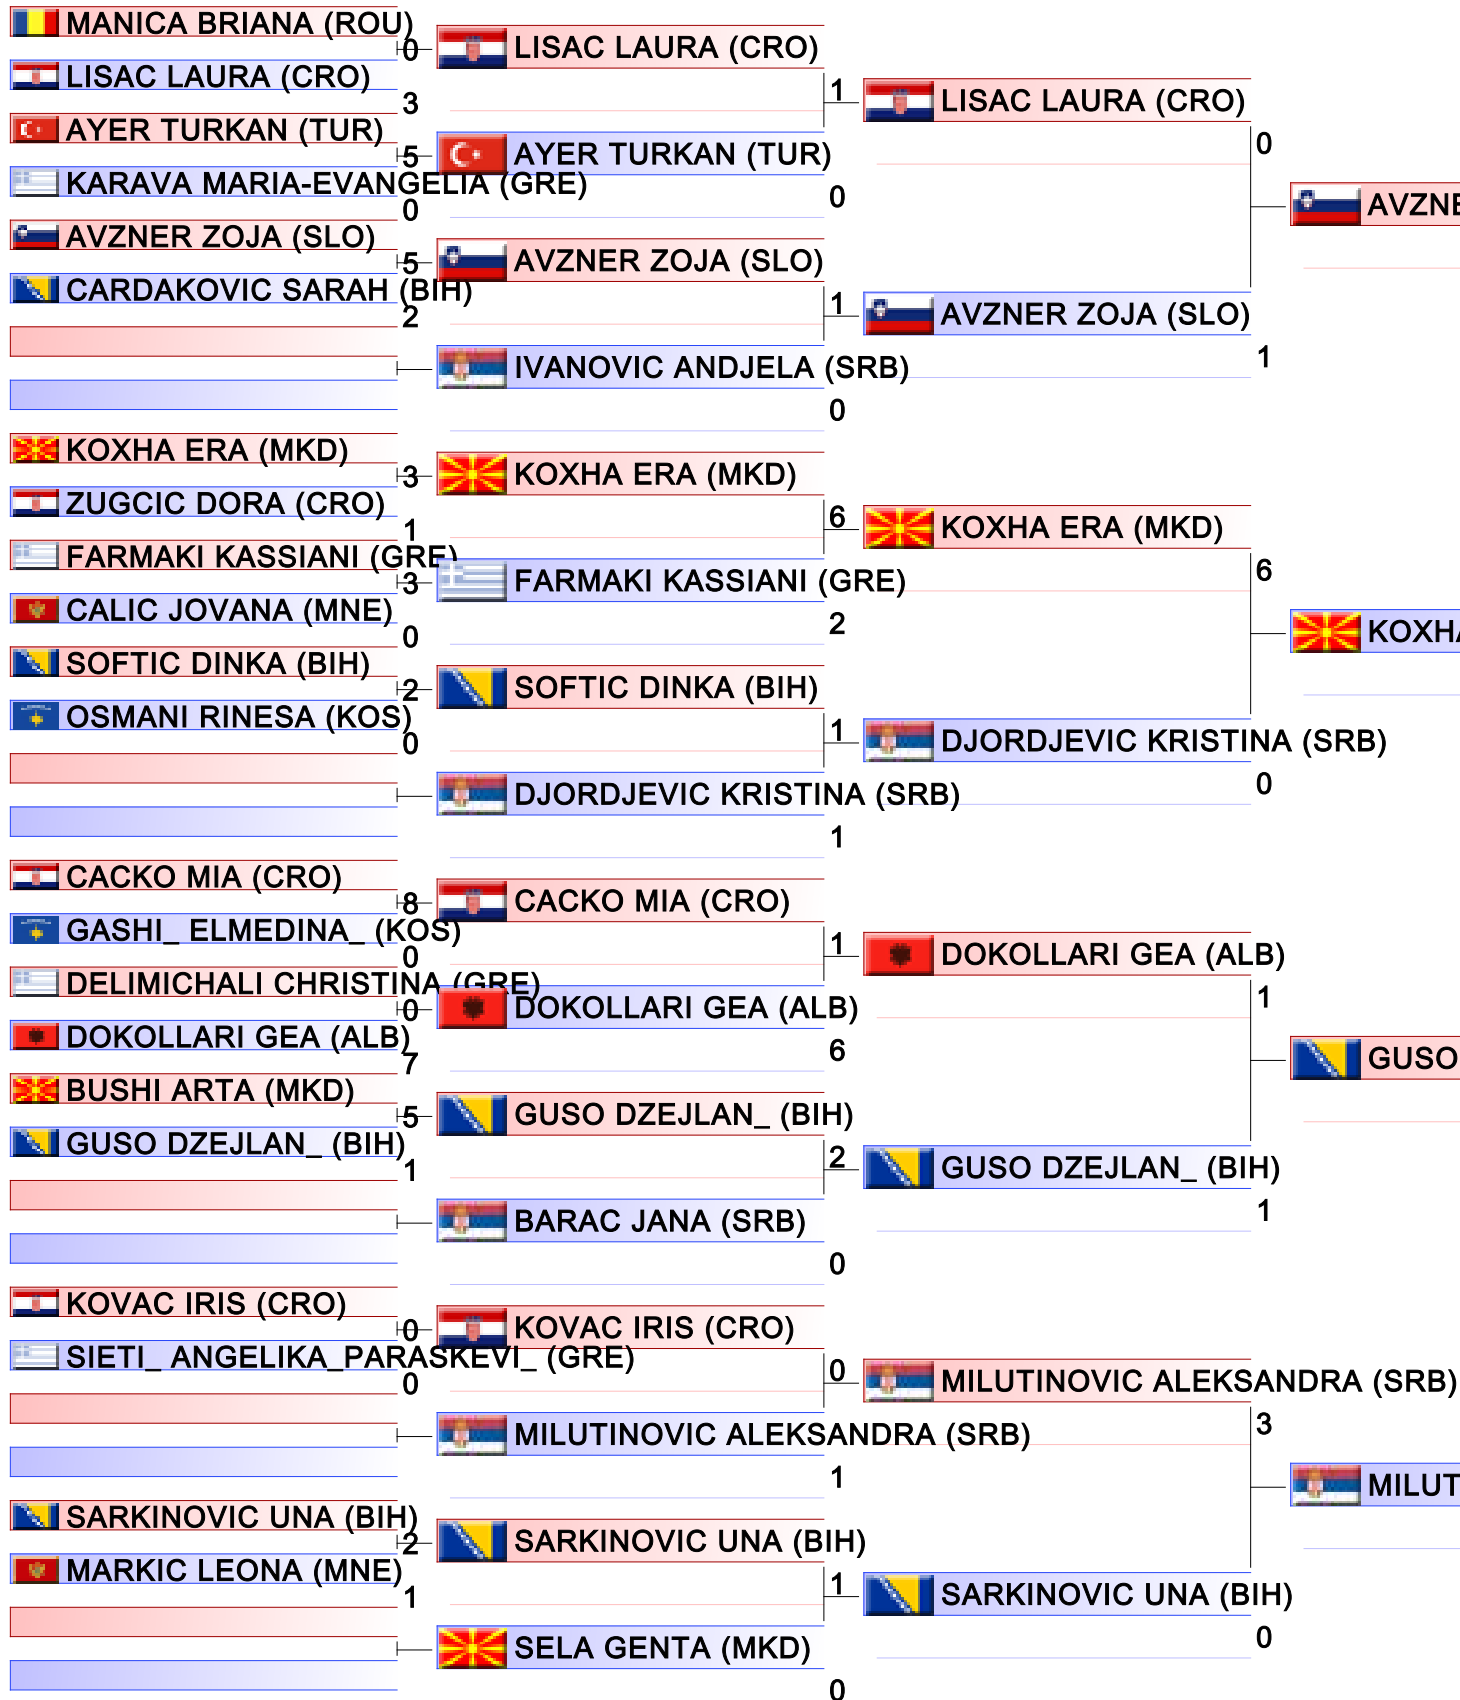 MANICA BRIANA (ROU)
0
LISAC LAURA (CRO)
3
AYER TURKAN (TUR)
5
KARAVA MARIA-EVANGELIA (GRE)
0
AVZNER ZOJA (SLO)
5
CARDAKOVIC SARAH (BIH)
2
KOXHA ERA (MKD)
3
ZUGCIC DORA (CRO)
1
FARMAKI KASSIANI (GRE)
3
CALIC JOVANA (MNE)
0
SOFTIC DINKA (BIH)
2
OSMANI RINESA (KOS)
0
CACKO MIA (CRO)
8
GASHI_ ELMEDINA_ (KOS)
0
DELIMICHALI CHRISTINA (GRE)
0
DOKOLLARI GEA (ALB)
7
BUSHI ARTA (MKD)
5
GUSO DZEJLAN_ (BIH)
1
KOVAC IRIS (CRO)
0
SIETI_ ANGELIKA_PARASKEVI_ (GRE)
0
SARKINOVIC UNA (BIH)
2
MARKIC LEONA (MNE)
1
LISAC LAURA (CRO)
1
AYER TURKAN (TUR)
0
AVZNER ZOJA (SLO)
1
IVANOVIC ANDJELA (SRB)
0
KOXHA ERA (MKD)
6
FARMAKI KASSIANI (GRE)
2
SOFTIC DINKA (BIH)
1
DJORDJEVIC KRISTINA (SRB)
1
CACKO MIA (CRO)
1
DOKOLLARI GEA (ALB)
6
GUSO DZEJLAN_ (BIH)
2
BARAC JANA (SRB)
0
KOVAC IRIS (CRO)
0
MILUTINOVIC ALEKSANDRA (SRB)
1
SARKINOVIC UNA (BIH)
1
SELA GENTA (MKD)
0
LISAC LAURA (CRO)
0
AVZNER ZOJA (SLO)
1
KOXHA ERA (MKD)
6
DJORDJEVIC KRISTINA (SRB)
0
DOKOLLARI GEA (ALB)
1
GUSO DZEJLAN_ (BIH)
1
MILUTINOVIC ALEKSANDRA (SRB)
3
SARKINOVIC UNA (BIH)
0
AVZNE
KOXHA
GUSO
MILUT